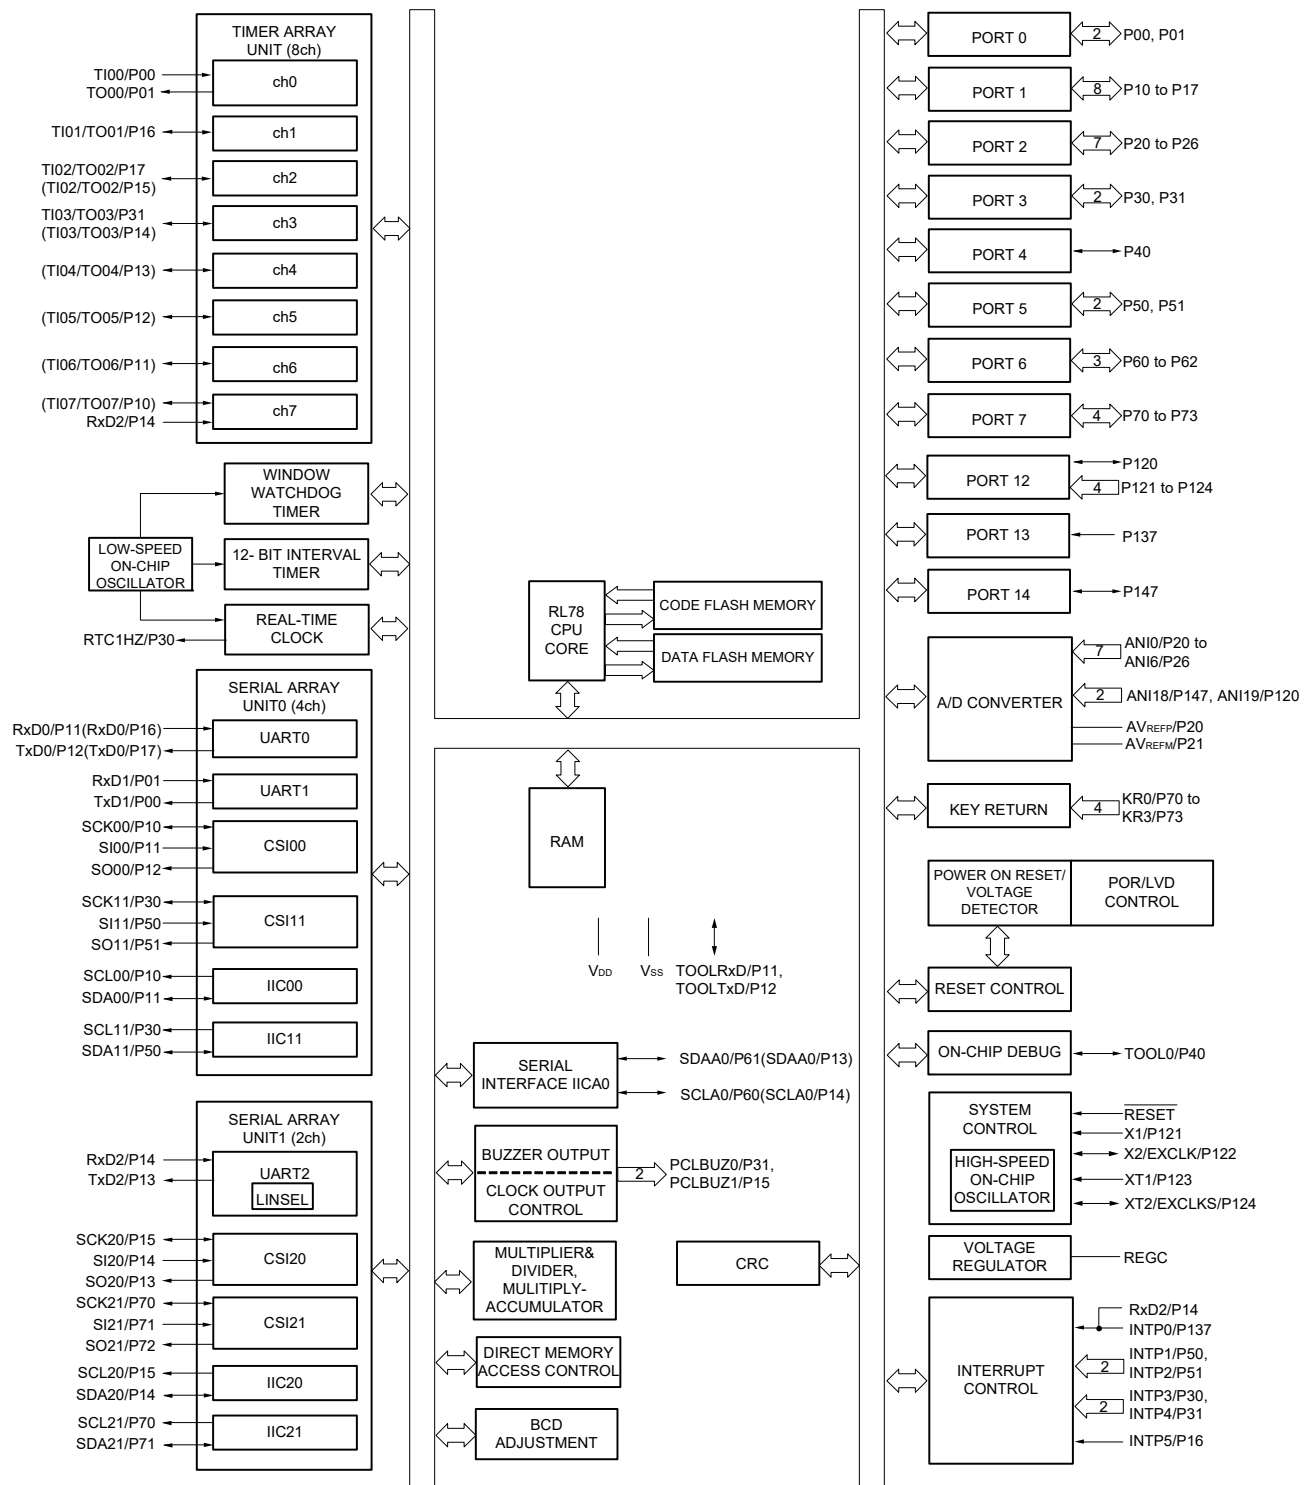 TIMER ARRAY
UNIT (8ch)
TI00/P00
TO00/P01
ch0
TI01/TO01/P16
ch1
TI02/TO02/P17
(TI02/TO02/P15)
ch2
TI03/TO03/P31
(TI03/TO03/P14)
ch3
(TI04/TO04/P13)
ch4
(TI05/TO05/P12)
ch5
(TI06/TO06/P11)
ch6
(TI07/TO07/P10)
RxD2/P14
ch7
WINDOW
WATCHDOG
TIMER
LOW-SPEED
ON-CHIP
OSCILLATOR
12- BIT INTERVAL
TIMER
REAL-TIME
CLOCK
RTC1HZ/P30
SERIAL ARRAY
UNIT0 (4ch)
RxD0/P11(RxD0/P16)
TxD0/P12(TxD0/P17)
UART0
RxD1/P01
TxD1/P00
UART1
SCK00/P10
SI00/P11
SO00/P12
CSI00
SCK11/P30
SI11/P50
SO11/P51
CSI11
SCL00/P10
SDA00/P11
IIC00
SCL11/P30
SDA11/P50
IIC11
SERIAL ARRAY
UNIT1 (2ch)
RxD2/P14
TxD2/P13
UART2
LINSEL
SCK20/P15
SI20/P14
SO20/P13
CSI20
SCK21/P70
SI21/P71
SO21/P72
CSI21
SCL20/P15
SDA20/P14
IIC20
SCL21/P70
SDA21/P71
IIC21
RL78
CPU
CORE
CODE FLASH MEMORY
DATA FLASH MEMORY
RAM
VDD
VSS
TOOLRxD/P11,
TOOLTxD/P12
SERIAL
INTERFACE IICA0
SDAA0/P61(SDAA0/P13)
SCLA0/P60(SCLA0/P14)
BUZZER OUTPUT
CLOCK OUTPUT
CONTROL
2
PCLBUZ0/P31,
PCLBUZ1/P15
MULTIPLIER&
DIVIDER,
MULITIPLY-
ACCUMULATOR
CRC
DIRECT MEMORY
ACCESS CONTROL
BCD
ADJUSTMENT
PORT 0
2
P00, P01
PORT 1
8
P10 to P17
PORT 2
7
P20 to P26
PORT 3
2
P30, P31
PORT 4
P40
PORT 5
2
P50, P51
PORT 6
3
P60 to P62
PORT 7
4
P70 to P73
PORT 12
P120
4
P121 to P124
PORT 13
P137
PORT 14
P147
A/D CONVERTER
7
ANI0/P20 to
ANI6/P26
2
ANI18/P147, ANI19/P120
AVREFP/P20
AVREFM/P21
KEY RETURN
4
KR0/P70 to
KR3/P73
POWER ON RESET/
VOLTAGE
DETECTOR
POR/LVD
CONTROL
RESET CONTROL
ON-CHIP DEBUG
TOOL0/P40
SYSTEM
CONTROL
HIGH-SPEED
ON-CHIP
OSCILLATOR
RESET
X1/P121
X2/EXCLK/P122
XT1/P123
XT2/EXCLKS/P124
VOLTAGE
REGULATOR
REGC
INTERRUPT
CONTROL
RxD2/P14
INTP0/P137
2
INTP1/P50,
INTP2/P51
2
INTP3/P30,
INTP4/P31
INTP5/P16